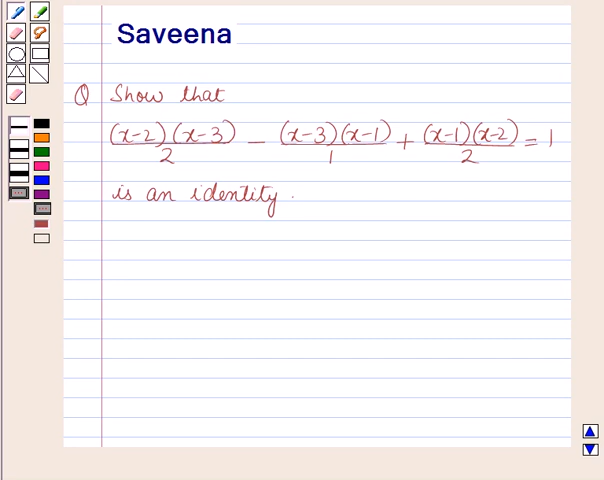 Saveena
Q Show that
(x-2)(x-3)/2 - (x-3)(x-1)/1 + (x-1)(x-2)/2 = 1
is an identity.